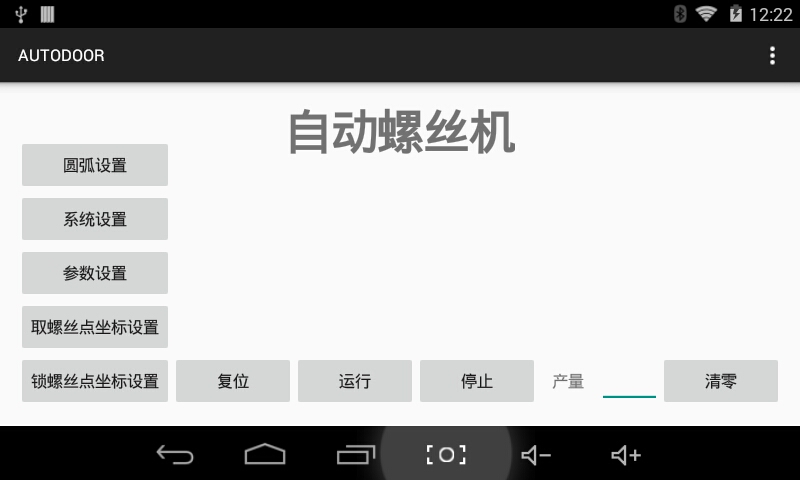 12:22
AUTODOOR
自动螺丝机
圆弧设置
系统设置
参数设置
取螺丝点坐标设置
锁螺丝点坐标设置 复位 运行 停止 产量 清零